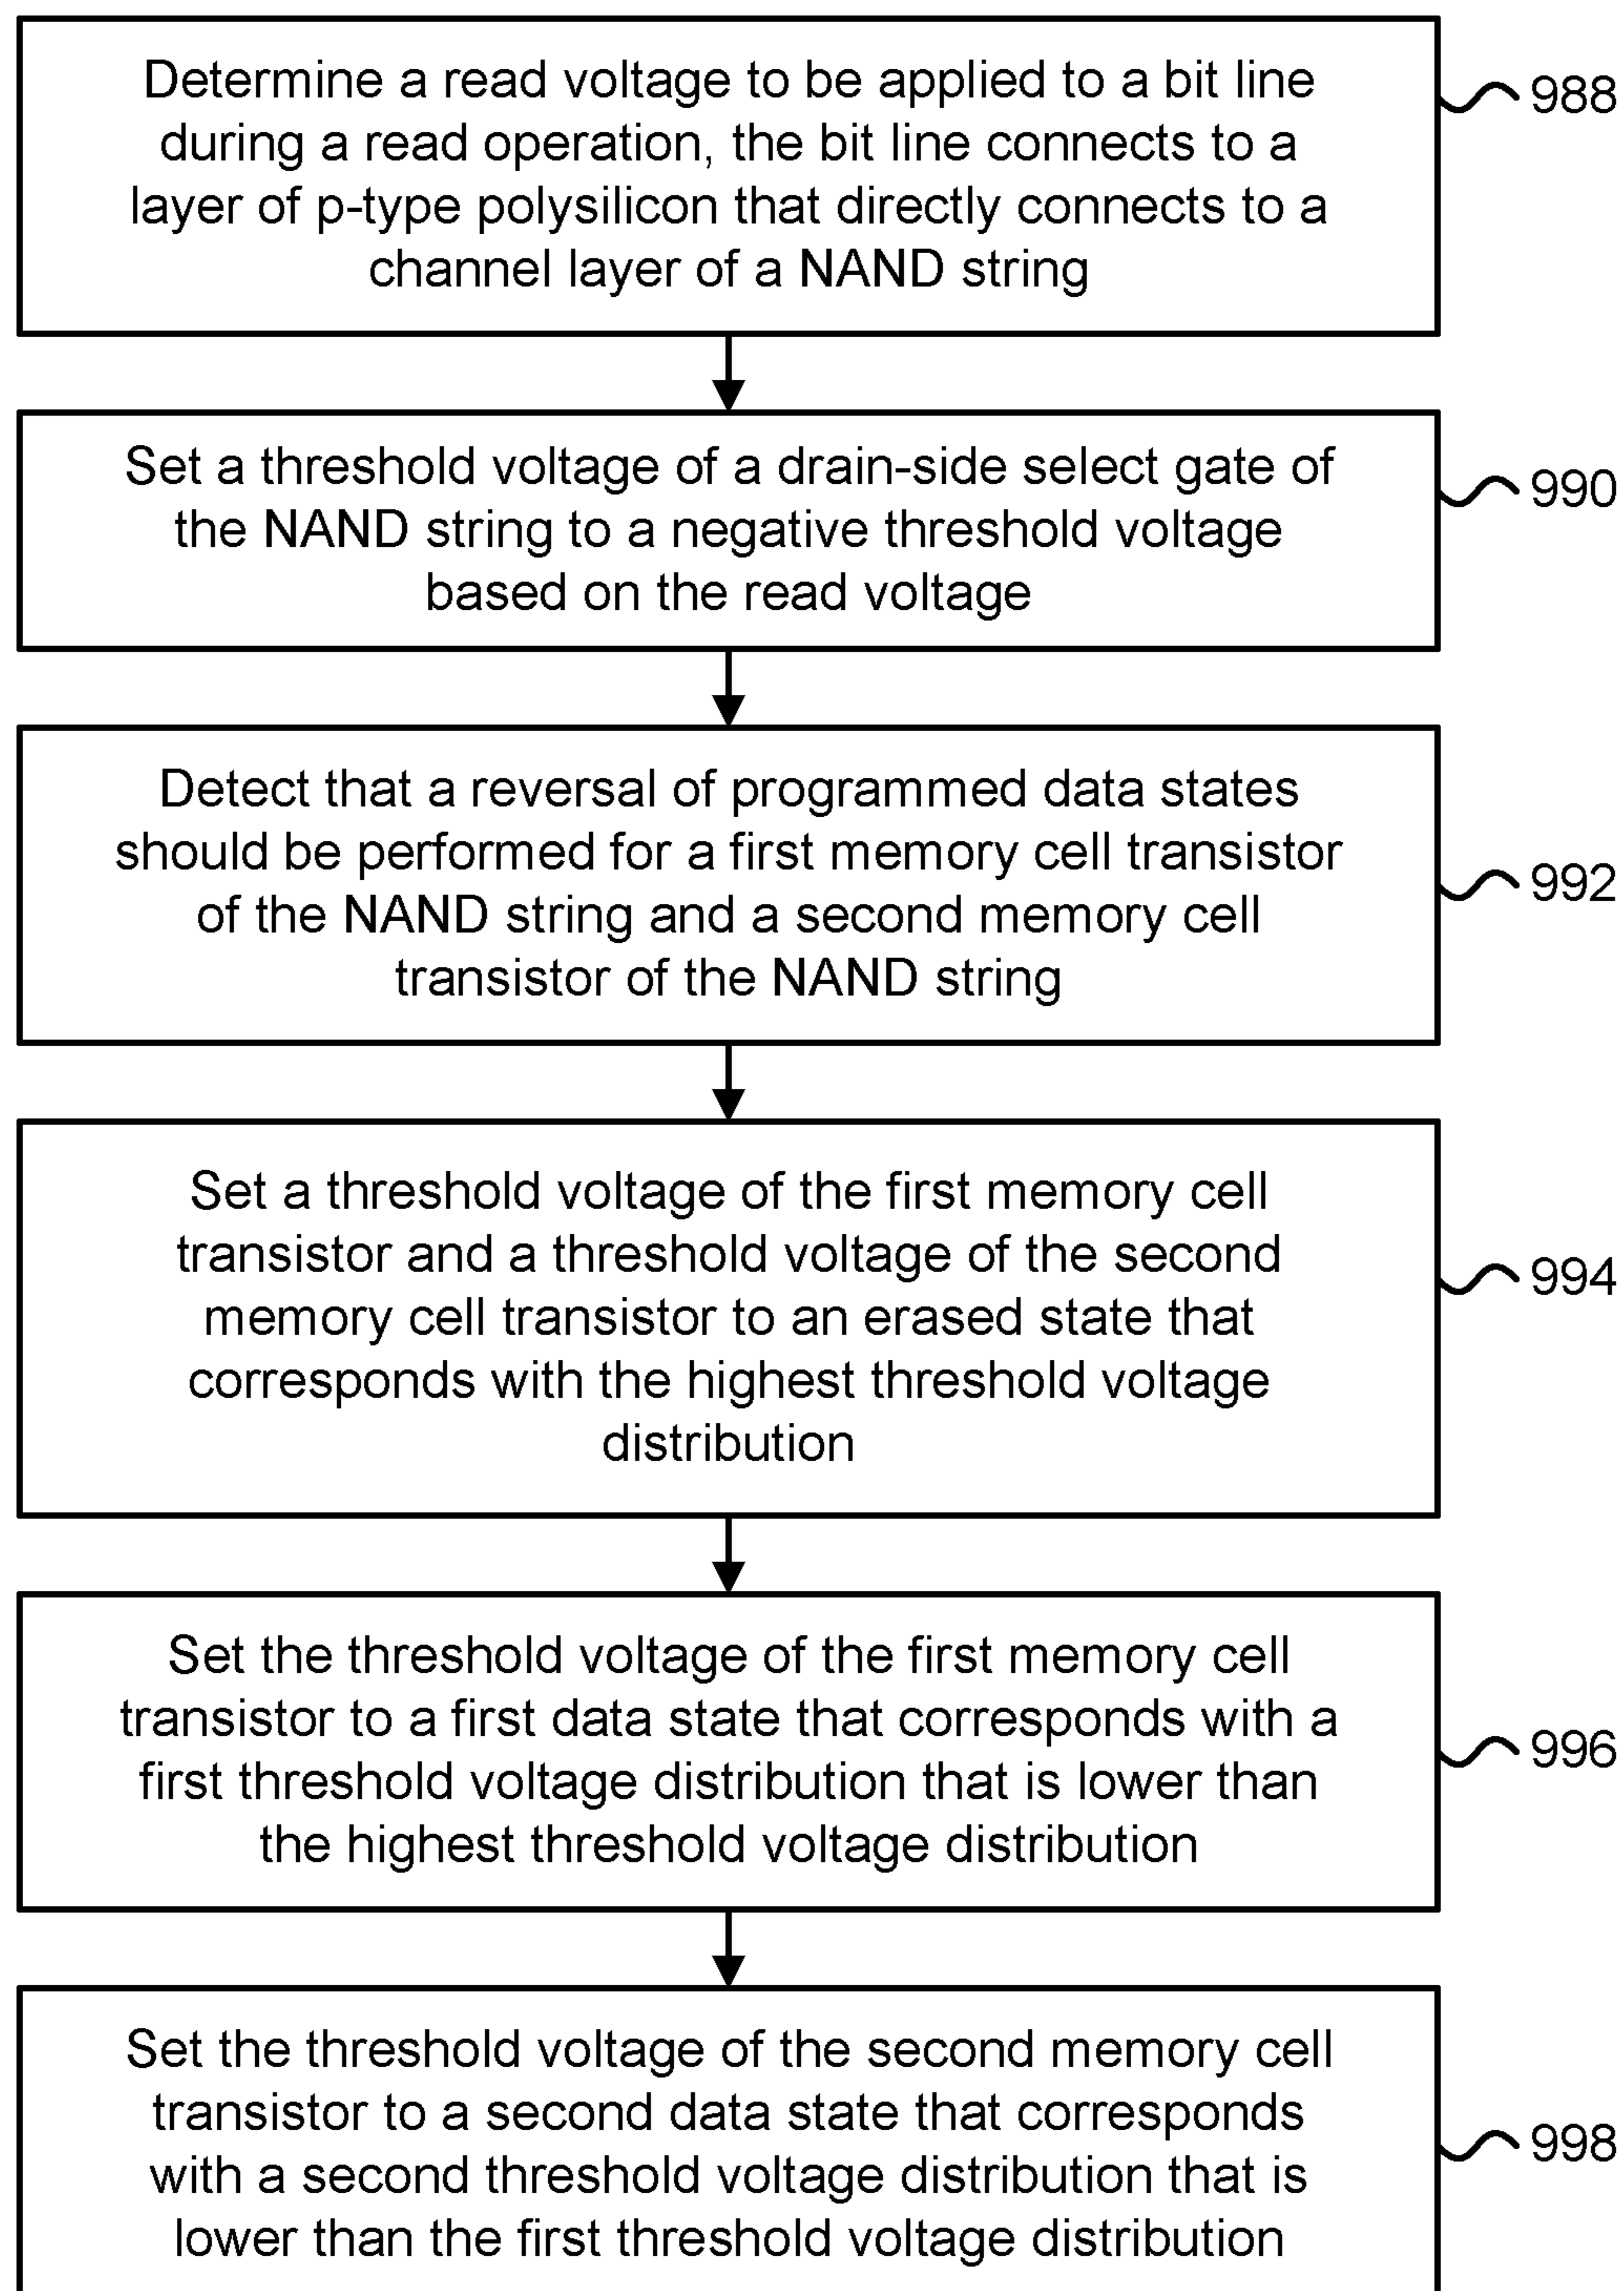 Determine a read voltage to be applied to a bit line
during a read operation, the bit line connects to a
layer of p-type polysilicon that directly connects to a
channel layer of a NAND string
988
Set a threshold voltage of a drain-side select gate of
the NAND string to a negative threshold voltage
based on the read voltage
990
Detect that a reversal of programmed data states
should be performed for a first memory cell transistor
of the NAND string and a second memory cell
transistor of the NAND string
992
Set a threshold voltage of the first memory cell
transistor and a threshold voltage of the second
memory cell transistor to an erased state that
corresponds with the highest threshold voltage
distribution
994
Set the threshold voltage of the first memory cell
transistor to a first data state that corresponds with a
first threshold voltage distribution that is lower than
the highest threshold voltage distribution
996
Set the threshold voltage of the second memory cell
transistor to a second data state that corresponds
with a second threshold voltage distribution that is
lower than the first threshold voltage distribution
998